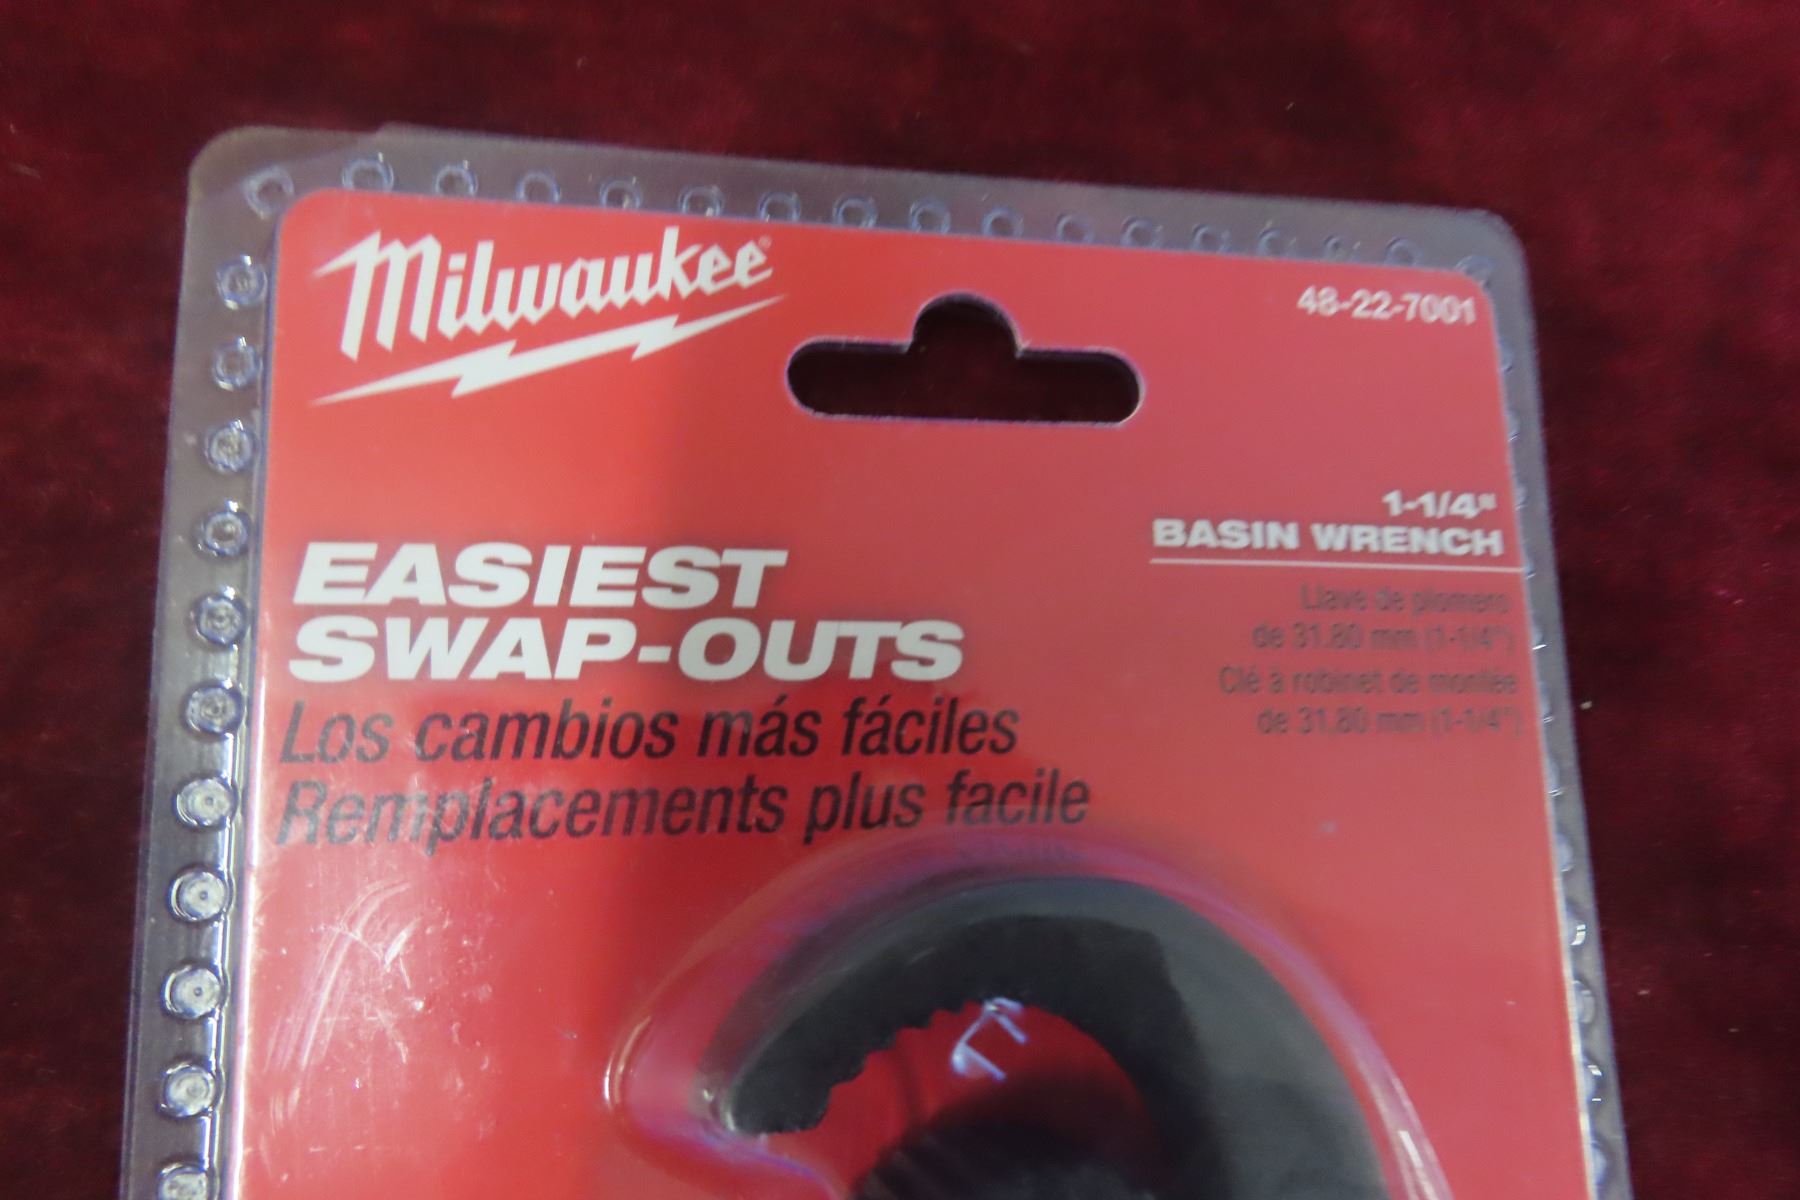 Milwaukee®
48-22-7001
1-1/4"
BASIN WRENCH
Llave de plomero
de 31.80 mm (1-1/4")
Clé à robinet de montée
de 31,80 mm (1-1/4")
EASIEST
SWAP-OUTS
Los cambios más fáciles
Remplacements plus facile